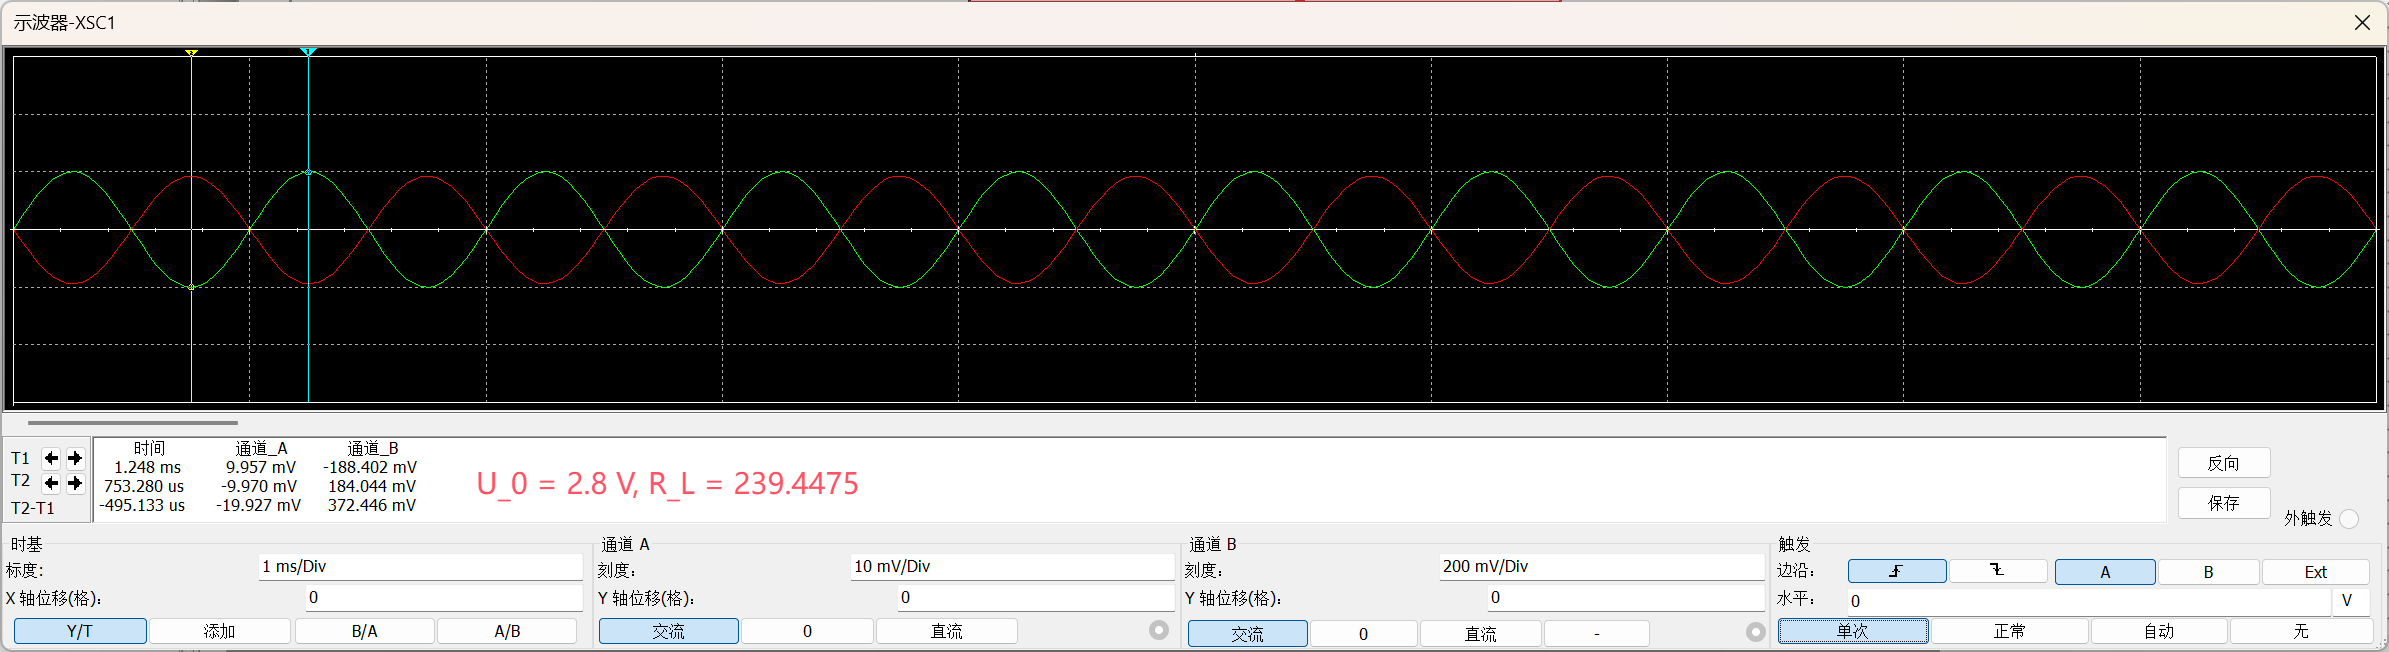 示波器-XSC1
时间 通道_A 通道_B
T1 1.248 ms 9.957 mV -188.402 mV
T2 753.280 us -9.970 mV 184.044 mV
T2-T1 -495.133 us -19.927 mV 372.446 mV
U_0 = 2.8 V, R_L = 239.4475
反向
保存
外触发
时基
标度: 1 ms/Div
X 轴位移(格): 0
Y/T 添加 B/A A/B
通道 A
刻度: 10 mV/Div
Y 轴位移(格): 0
交流 0 直流
通道 B
刻度: 200 mV/Div
Y 轴位移(格): 0
交流 0 直流 -
触发
边沿: A B Ext
水平: 0 V
单次 正常 自动 无